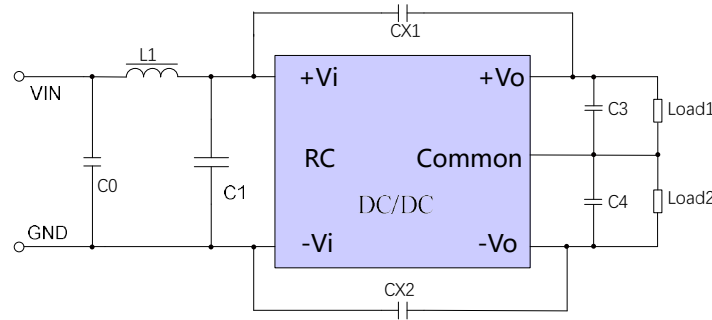 CX1
L1
+Vi
+Vo
VIN
C3
Load1
RC
Common
C0
C1
DC/DC
C4
Load2
GND
-Vi
-Vo
CX2